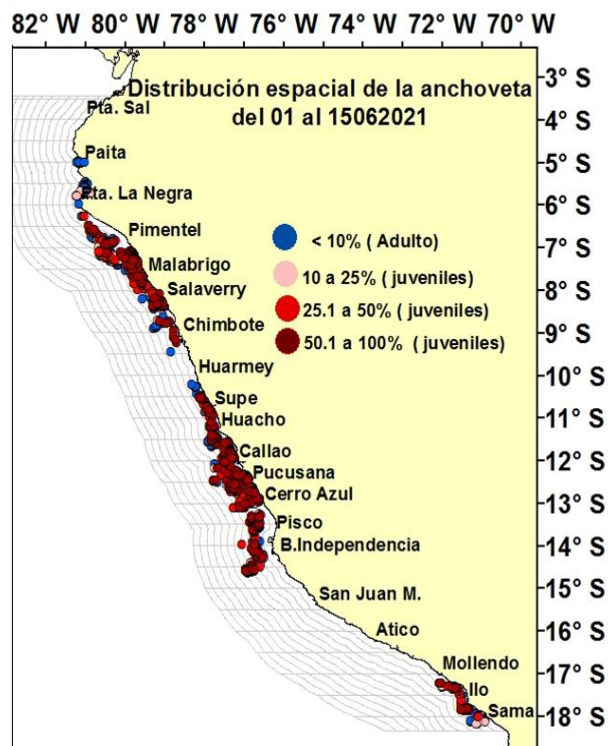 82° W 80° W 78° W 76° W 74° W 72° W 70° W
Distribución espacial de la anchoveta
del 01 al 15062021
3° S
Pta. Sal
4° S
Paita
5° S
Pta. La Negra
6° S
Pimentel
< 10% ( Adulto)
7° S
Malabrigo
10 a 25% ( juveniles)
Salaverry
8° S
25.1 a 50% ( juveniles)
Chimbote
9° S
50.1 a 100% ( juveniles)
Huarmey
10° S
Supe
Huacho
11° S
Callao
12° S
Pucusana
Cerro Azul
13° S
Pisco
B.Independencia
14° S
San Juan M.
15° S
Atico
16° S
Mollendo
17° S
Ilo
Sama
18° S